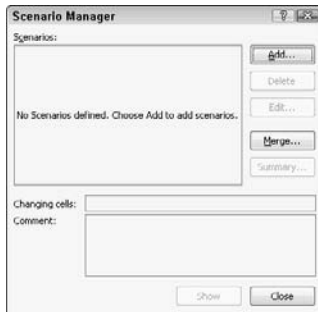 Scenario Manager
Scenarios:
Add...
Delete
No Scenarios defined. Choose Add to add scenarios.
Edit...
Merge...
Summary...
Changing cells:
Comment:
Show
Close